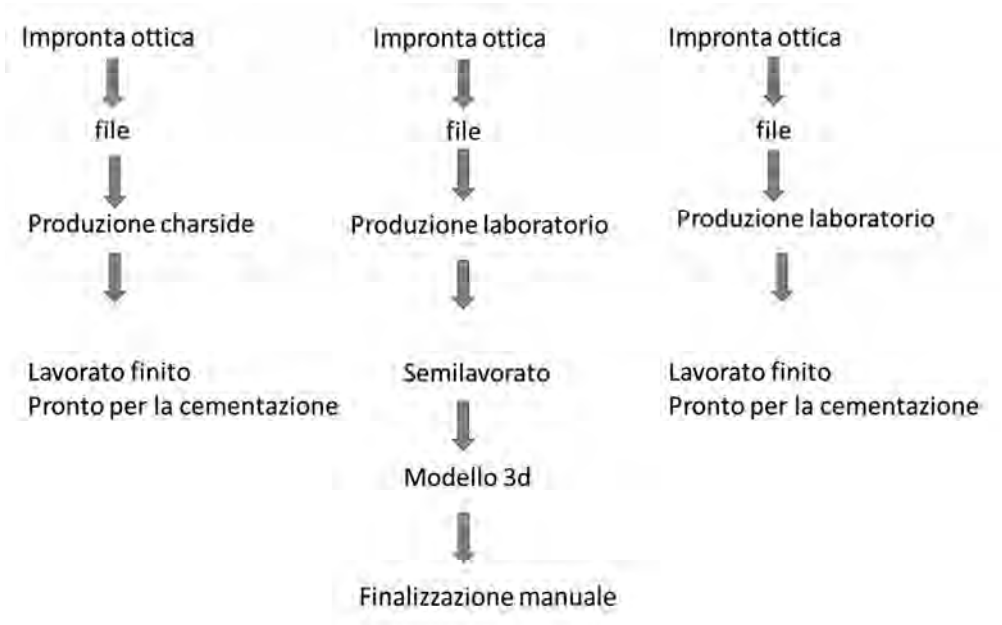 Impronta ottica
file
Produzione charside
Lavorato finito
Pronto per la cementazione
Impronta ottica
file
Produzione laboratorio
Semilavorato
Modello 3d
Finalizzazione manuale
Impronta ottica
file
Produzione laboratorio
Lavorato finito
Pronto per la cementazione